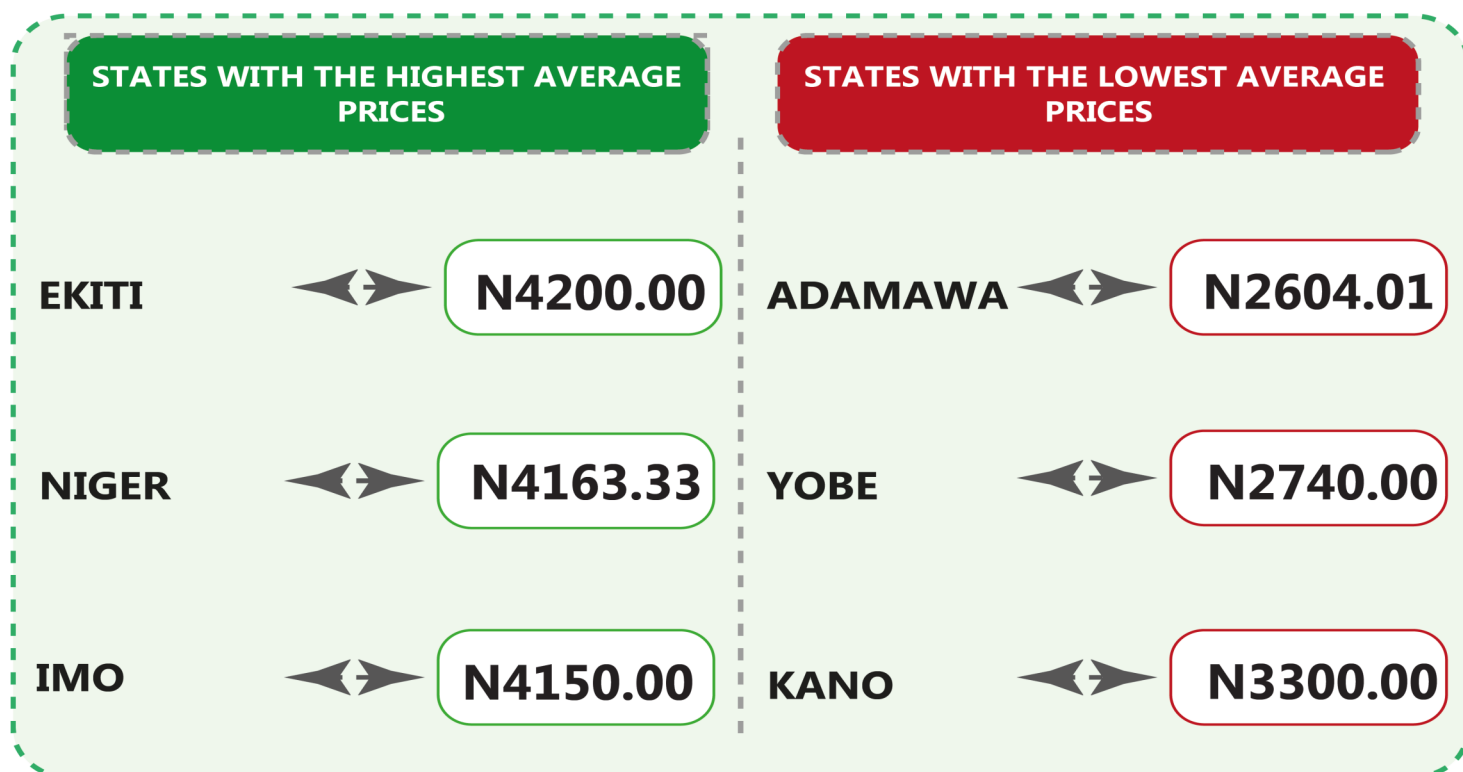 STATES WITH THE HIGHEST AVERAGE
PRICES
EKITI N4200.00
NIGER N4163.33
IMO N4150.00
STATES WITH THE LOWEST AVERAGE
PRICES
ADAMAWA N2604.01
YOBE N2740.00
KANO N3300.00